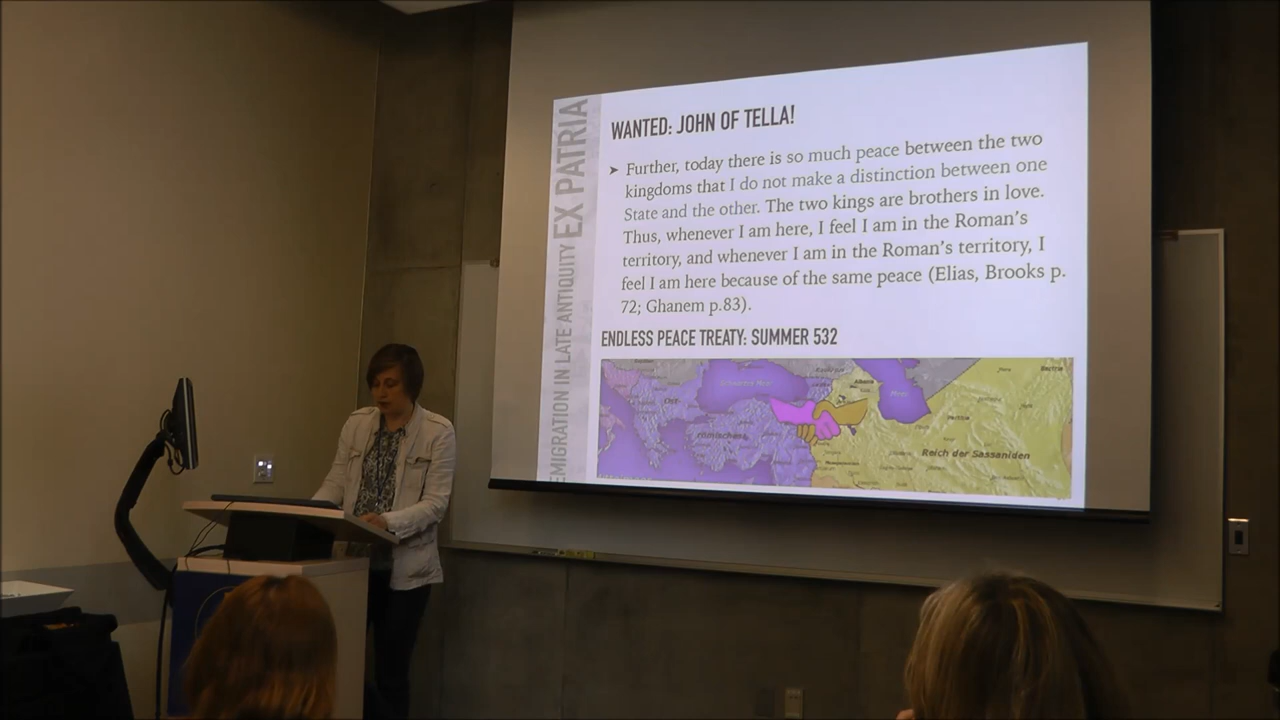 EMIGRATION IN LATE ANTIQUITY EX PATRIA
WANTED: JOHN OF TELLA!
➤ Further, today there is so much peace between the two
kingdoms that I do not make a distinction between one
State and the other. The two kings are brothers in love.
Thus, whenever I am here, I feel I am in the Roman's
territory, and whenever I am in the Roman's territory, I
feel I am here because of the same peace (Elias, Brooks p.
72; Ghanem p.83).
ENDLESS PEACE TREATY: SUMMER 532
Albania
Parthia
Reich der Sassaniden